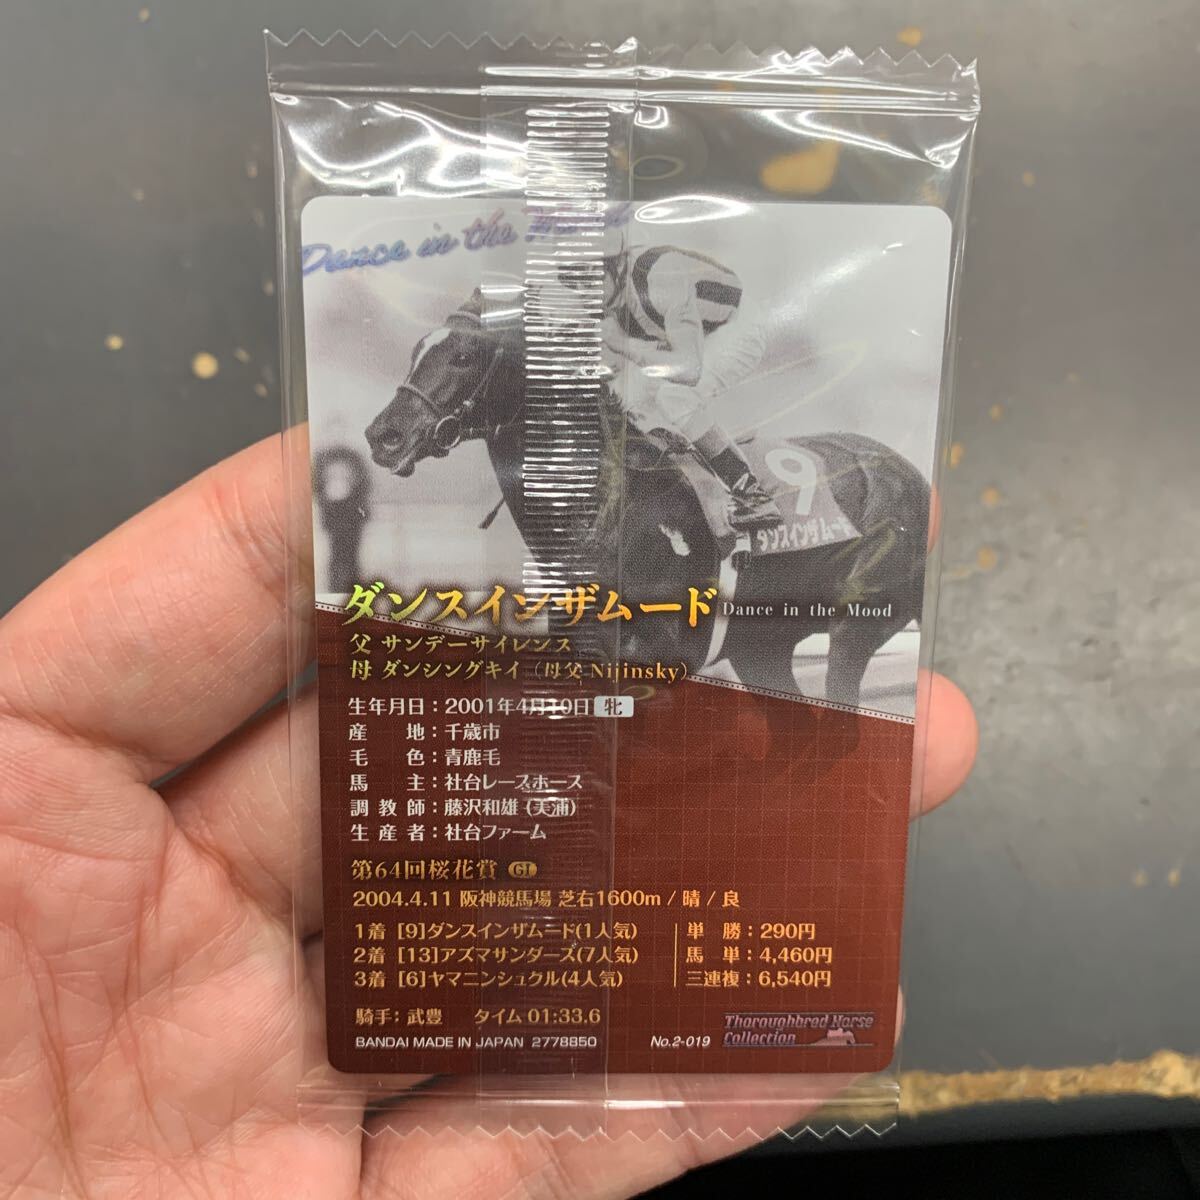 Dance in the Mood
9
ダンスインザムード
ダンスインザムード Dance in the Mood
父 サンデーサイレンス
母 ダンシングキイ（母父 Nijinsky）
生年月日：2001年4月10日 牝
産　地：千歳市
毛　色：青鹿毛
馬　主：社台レースホース
調教師：藤沢和雄（美浦）
生産者：社台ファーム
第64回桜花賞 GI
2004.4.11 阪神競馬場 芝右1600m / 晴 / 良
1着 [9]ダンスインザムード(1人気) 単　勝：290円
2着 [13]アズマサンダース(7人気) 馬　単：4,460円
3着 [6]ヤマニンシュクル(4人気) 三連複：6,540円
騎手：武豊　タイム 01:33.6
BANDAI MADE IN JAPAN 2778850 No.2-019
Thoroughbred Horse
Collection